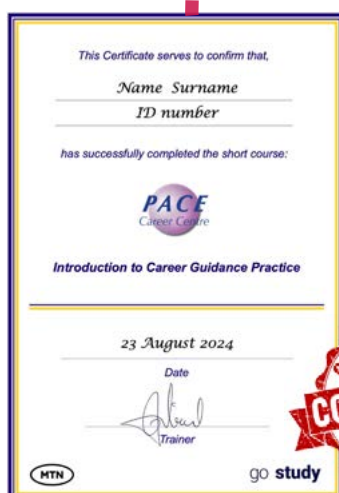 This Certificate serves to confirm that,
Name Surname
ID number
has successfully completed the short course:
PACE
Career Centre
Introduction to Career Guidance Practice
23 August 2024
Date
Trainer
MTN
go study